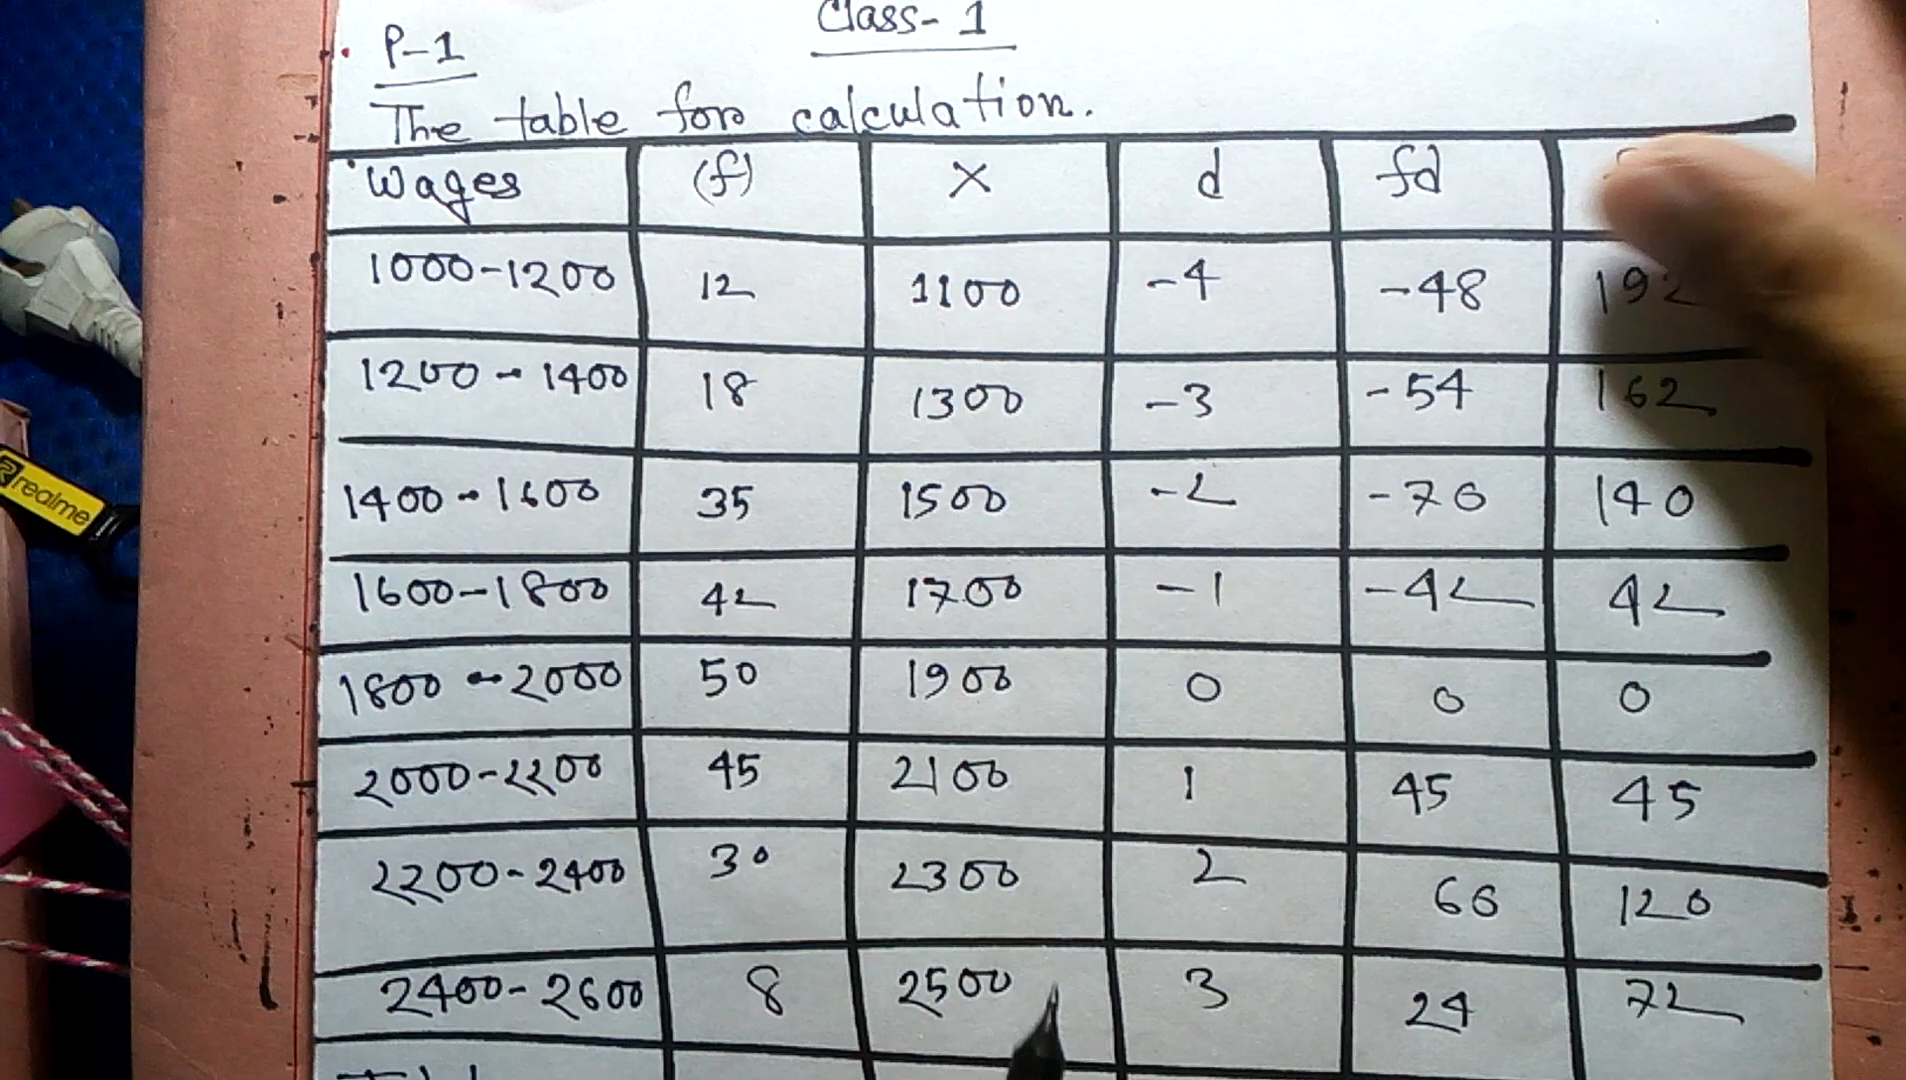 Class- 1
P-1
The table for calculation.
Wages (f) X d fd
1000-1200 12 1100 -4 -48 192
1200-1400 18 1300 -3 -54 162
1400-1600 35 1500 -2 -70 140
1600-1800 42 1700 -1 -42 42
1800-2000 50 1900 0 0 0
2000-2200 45 2100 1 45 45
2200-2400 30 2300 2 60 120
2400-2600 8 2500 3 24 72
realme